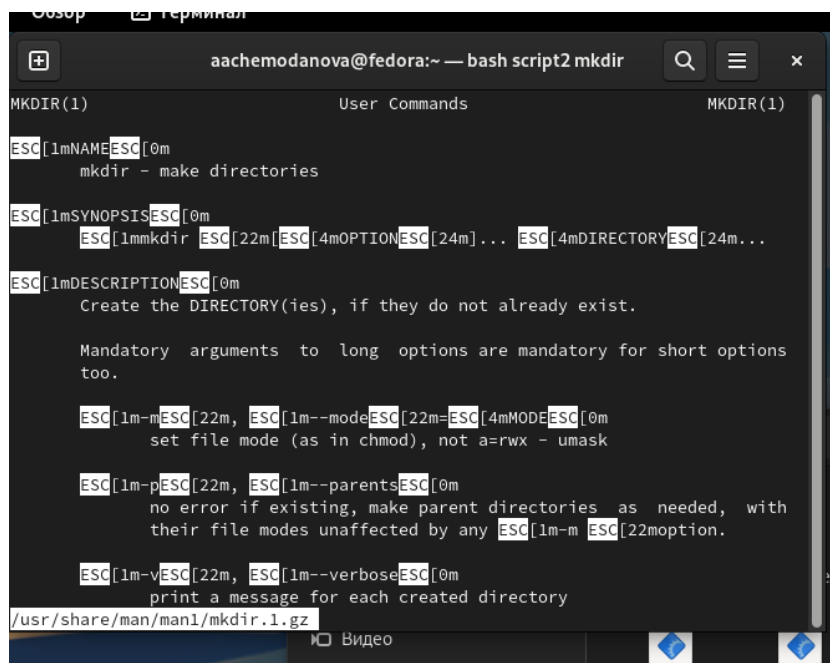 Обзор Терминал
aachemodanova@fedora:~ — bash script2 mkdir
MKDIR(1) User Commands MKDIR(1)
ESC[1mNAMEESC[0m
mkdir - make directories
ESC[1mSYNOPSISESC[0m
ESC[1mmkdir ESC[22m[ESC[4mOPTIONESC[24m]... ESC[4mDIRECTORYESC[24m...
ESC[1mDESCRIPTIONESC[0m
Create the DIRECTORY(ies), if they do not already exist.
Mandatory arguments to long options are mandatory for short options
too.
ESC[1m-mESC[22m, ESC[1m--modeESC[22m=ESC[4mMODEESC[0m
set file mode (as in chmod), not a=rwx - umask
ESC[1m-pESC[22m, ESC[1m--parentsESC[0m
no error if existing, make parent directories as needed, with
their file modes unaffected by any ESC[1m-m ESC[22moption.
ESC[1m-vESC[22m, ESC[1m--verboseESC[0m
print a message for each created directory
/usr/share/man/man1/mkdir.1.gz
Видео